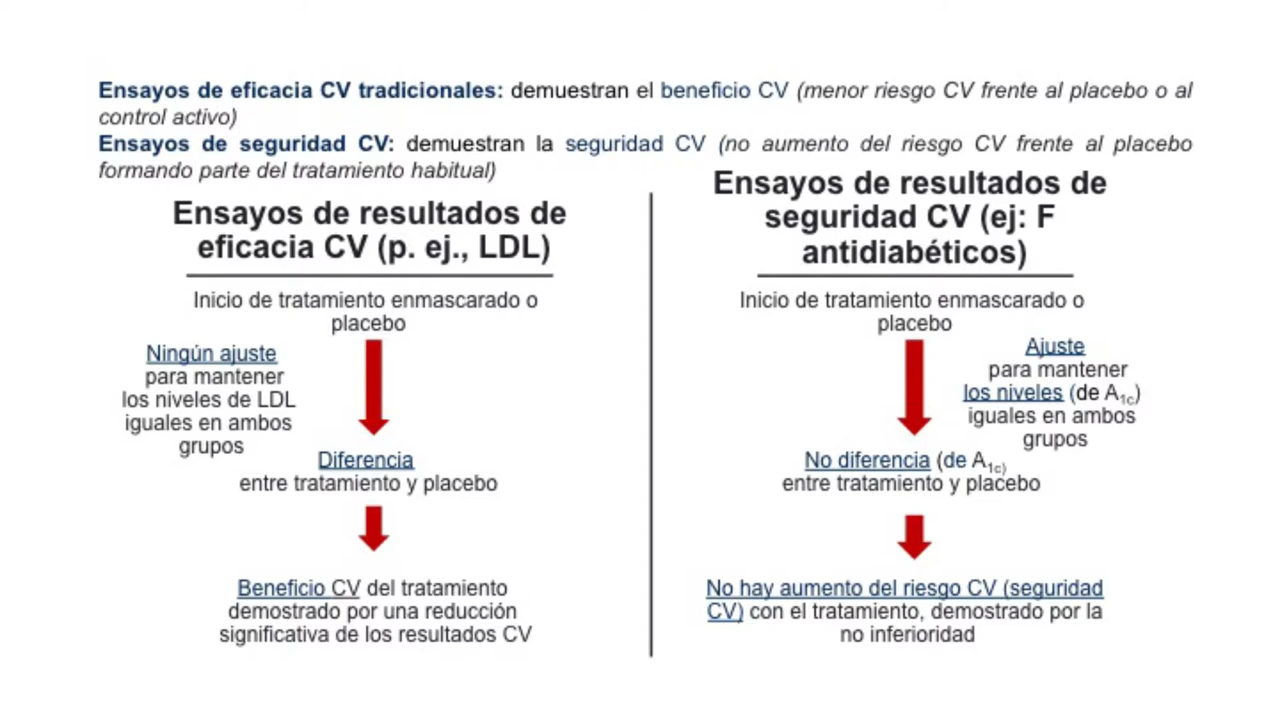 Ensayos de eficacia CV tradicionales: demuestran el beneficio CV (menor riesgo CV frente al placebo o al
control activo)
Ensayos de seguridad CV: demuestran la seguridad CV (no aumento del riesgo CV frente al placebo
formando parte del tratamiento habitual)
Ensayos de resultados de
eficacia CV (p. ej., LDL)
Inicio de tratamiento enmascarado o
placebo
Ningún ajuste
para mantener
los niveles de LDL
iguales en ambos
grupos
Diferencia
entre tratamiento y placebo
Beneficio CV del tratamiento
demostrado por una reducción
significativa de los resultados CV
Ensayos de resultados de
seguridad CV (ej: F
antidiabéticos)
Inicio de tratamiento enmascarado o
placebo
Ajuste
para mantener
los niveles (de A1c)
iguales en ambos
grupos
No diferencia (de A1c)
entre tratamiento y placebo
No hay aumento del riesgo CV (seguridad
CV) con el tratamiento, demostrado por la
no inferioridad